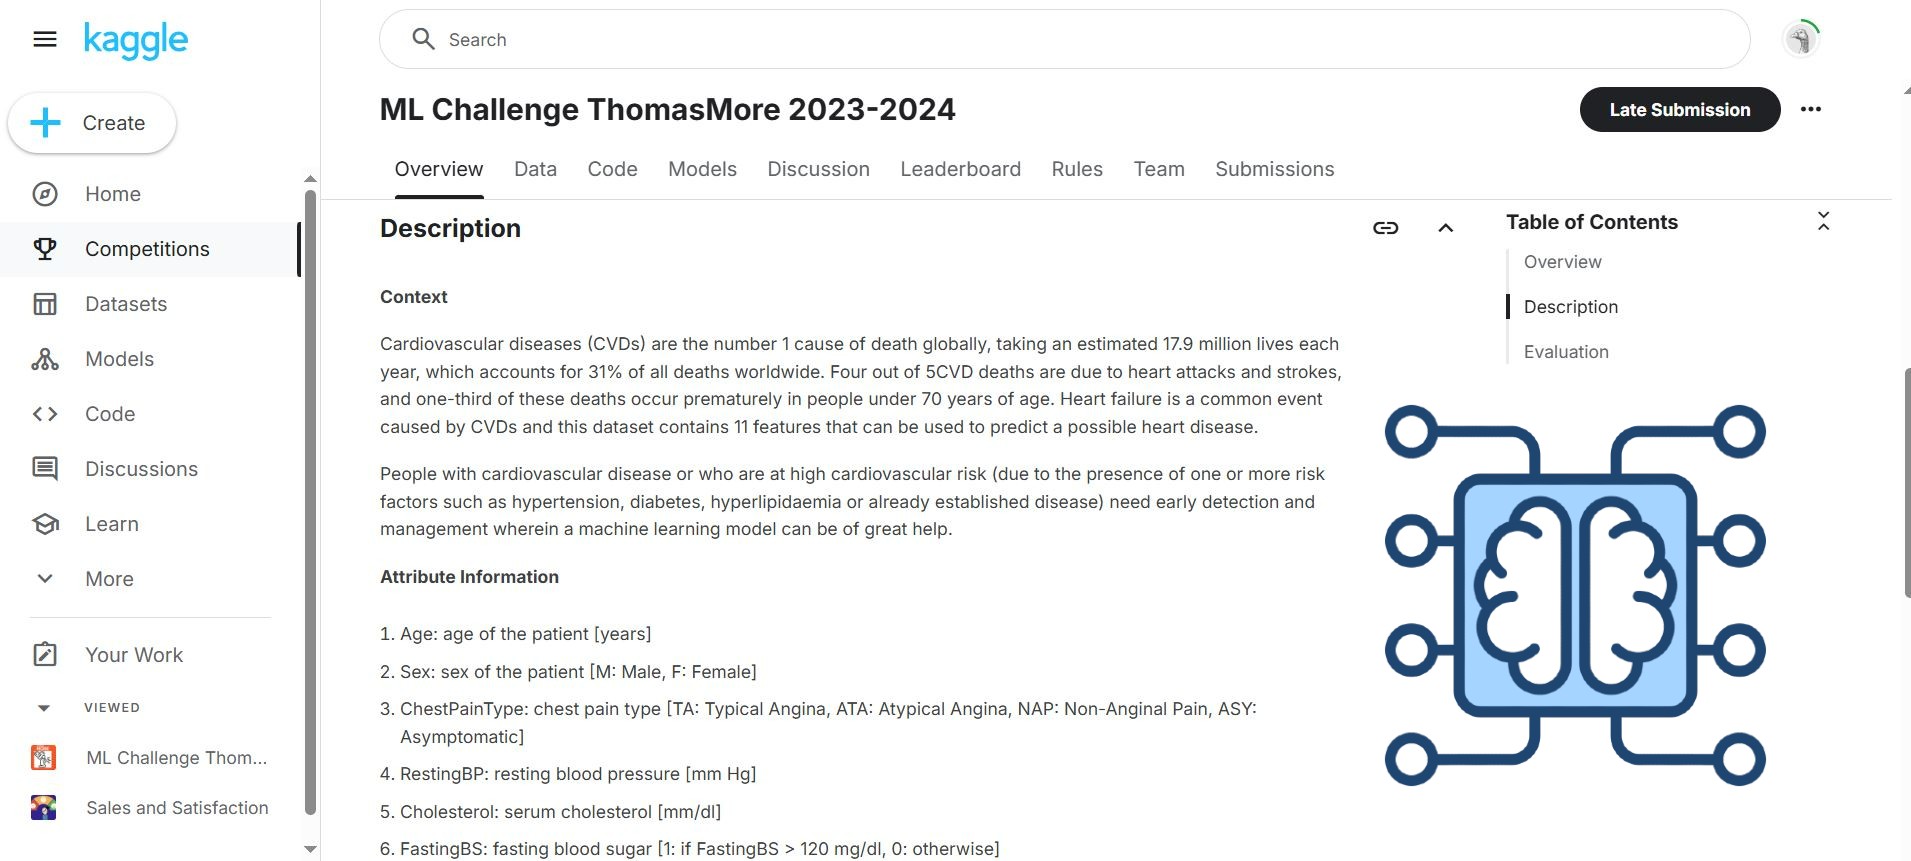 kaggle
Search
Create
Home
Competitions
Datasets
Models
Code
Discussions
Learn
More
Your Work
VIEWED
ML Challenge Thom...
Sales and Satisfaction
ML Challenge ThomasMore 2023-2024
Late Submission
Overview Data Code Models Discussion Leaderboard Rules Team Submissions
Description
Context
Cardiovascular diseases (CVDs) are the number 1 cause of death globally, taking an estimated 17.9 million lives each
year, which accounts for 31% of all deaths worldwide. Four out of 5CVD deaths are due to heart attacks and strokes,
and one-third of these deaths occur prematurely in people under 70 years of age. Heart failure is a common event
caused by CVDs and this dataset contains 11 features that can be used to predict a possible heart disease.
People with cardiovascular disease or who are at high cardiovascular risk (due to the presence of one or more risk
factors such as hypertension, diabetes, hyperlipidaemia or already established disease) need early detection and
management wherein a machine learning model can be of great help.
Attribute Information
1. Age: age of the patient [years]
2. Sex: sex of the patient [M: Male, F: Female]
3. ChestPainType: chest pain type [TA: Typical Angina, ATA: Atypical Angina, NAP: Non-Anginal Pain, ASY:
Asymptomatic]
4. RestingBP: resting blood pressure [mm Hg]
5. Cholesterol: serum cholesterol [mm/dl]
6. FastingBS: fasting blood sugar [1: if FastingBS > 120 mg/dl, 0: otherwise]
Table of Contents
Overview
Description
Evaluation